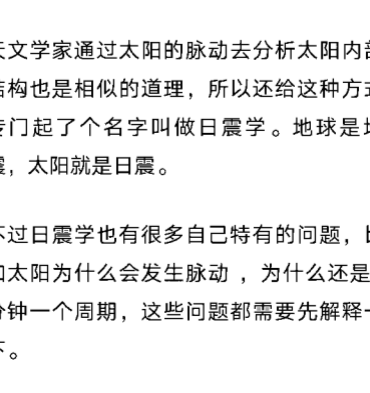 天文学家通过太阳的脉动去分析太阳内部
结构也是相似的道理，所以还给这种方式
专门起了个名字叫做日震学。地球是地
震，太阳就是日震。
不过日震学也有很多自己特有的问题，比
如太阳为什么会发生脉动 ，为什么还是
分钟一个周期，这些问题都需要先解释一
下。